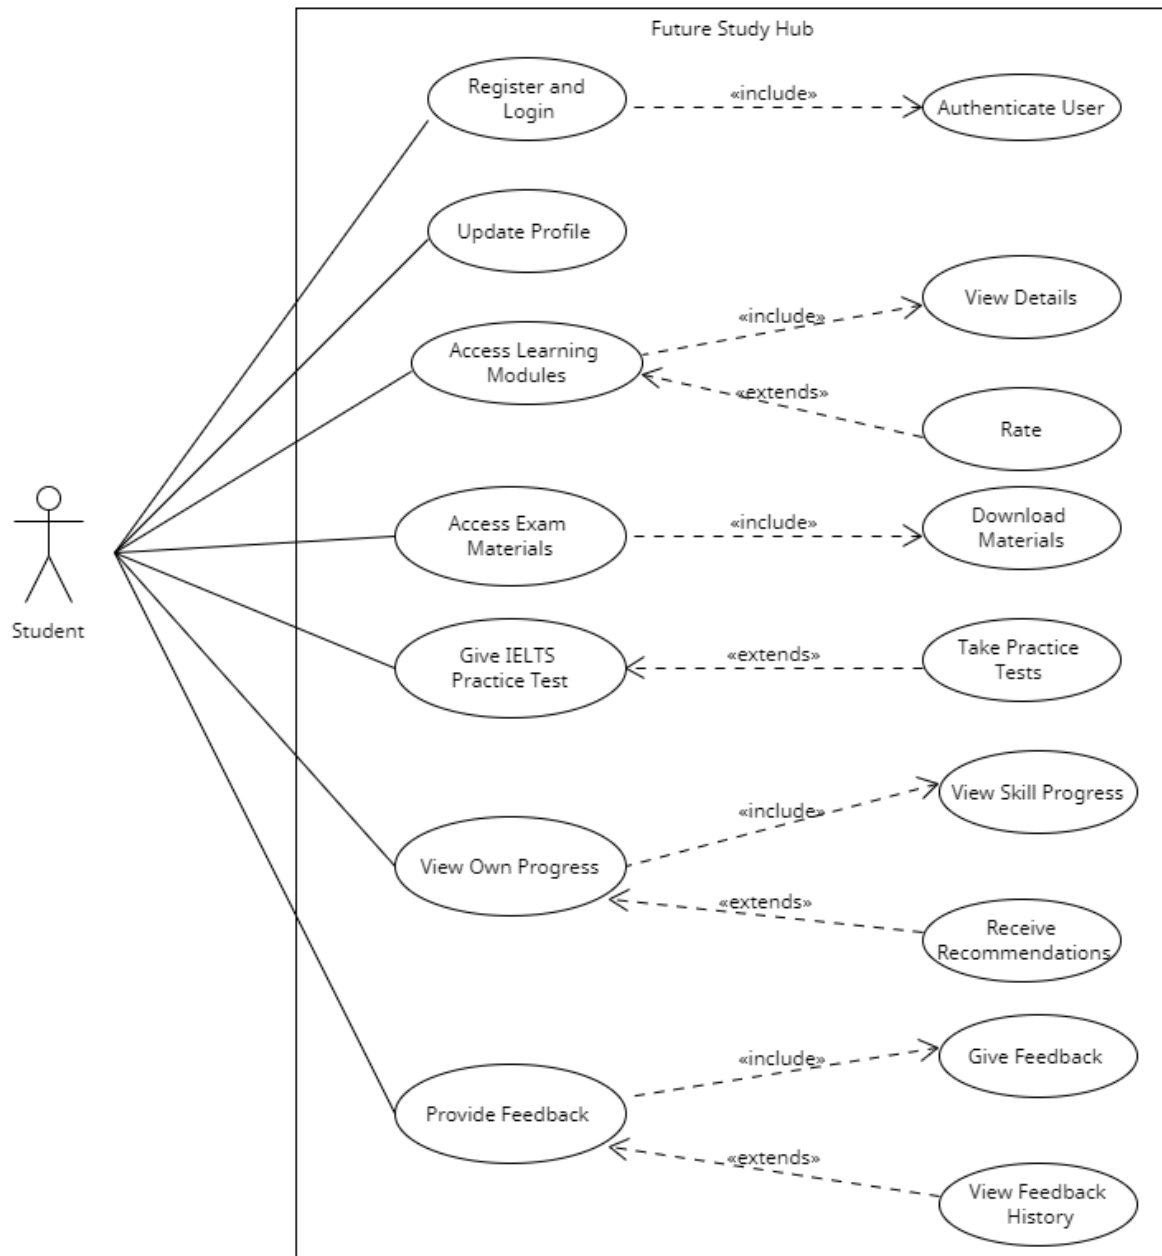 Future Study Hub
Register and
Login
«include»
Authenticate User
Update Profile
View Details
«include»
Access Learning
Modules
«extends»
Rate
Access Exam
Materials
«include»
Download
Materials
Student
Give IELTS
Practice Test
«extends»
Take Practice
Tests
View Skill Progress
«include»
View Own Progress
«extends»
Receive
Recommendations
«include»
Give Feedback
Provide Feedback
«extends»
View Feedback
History